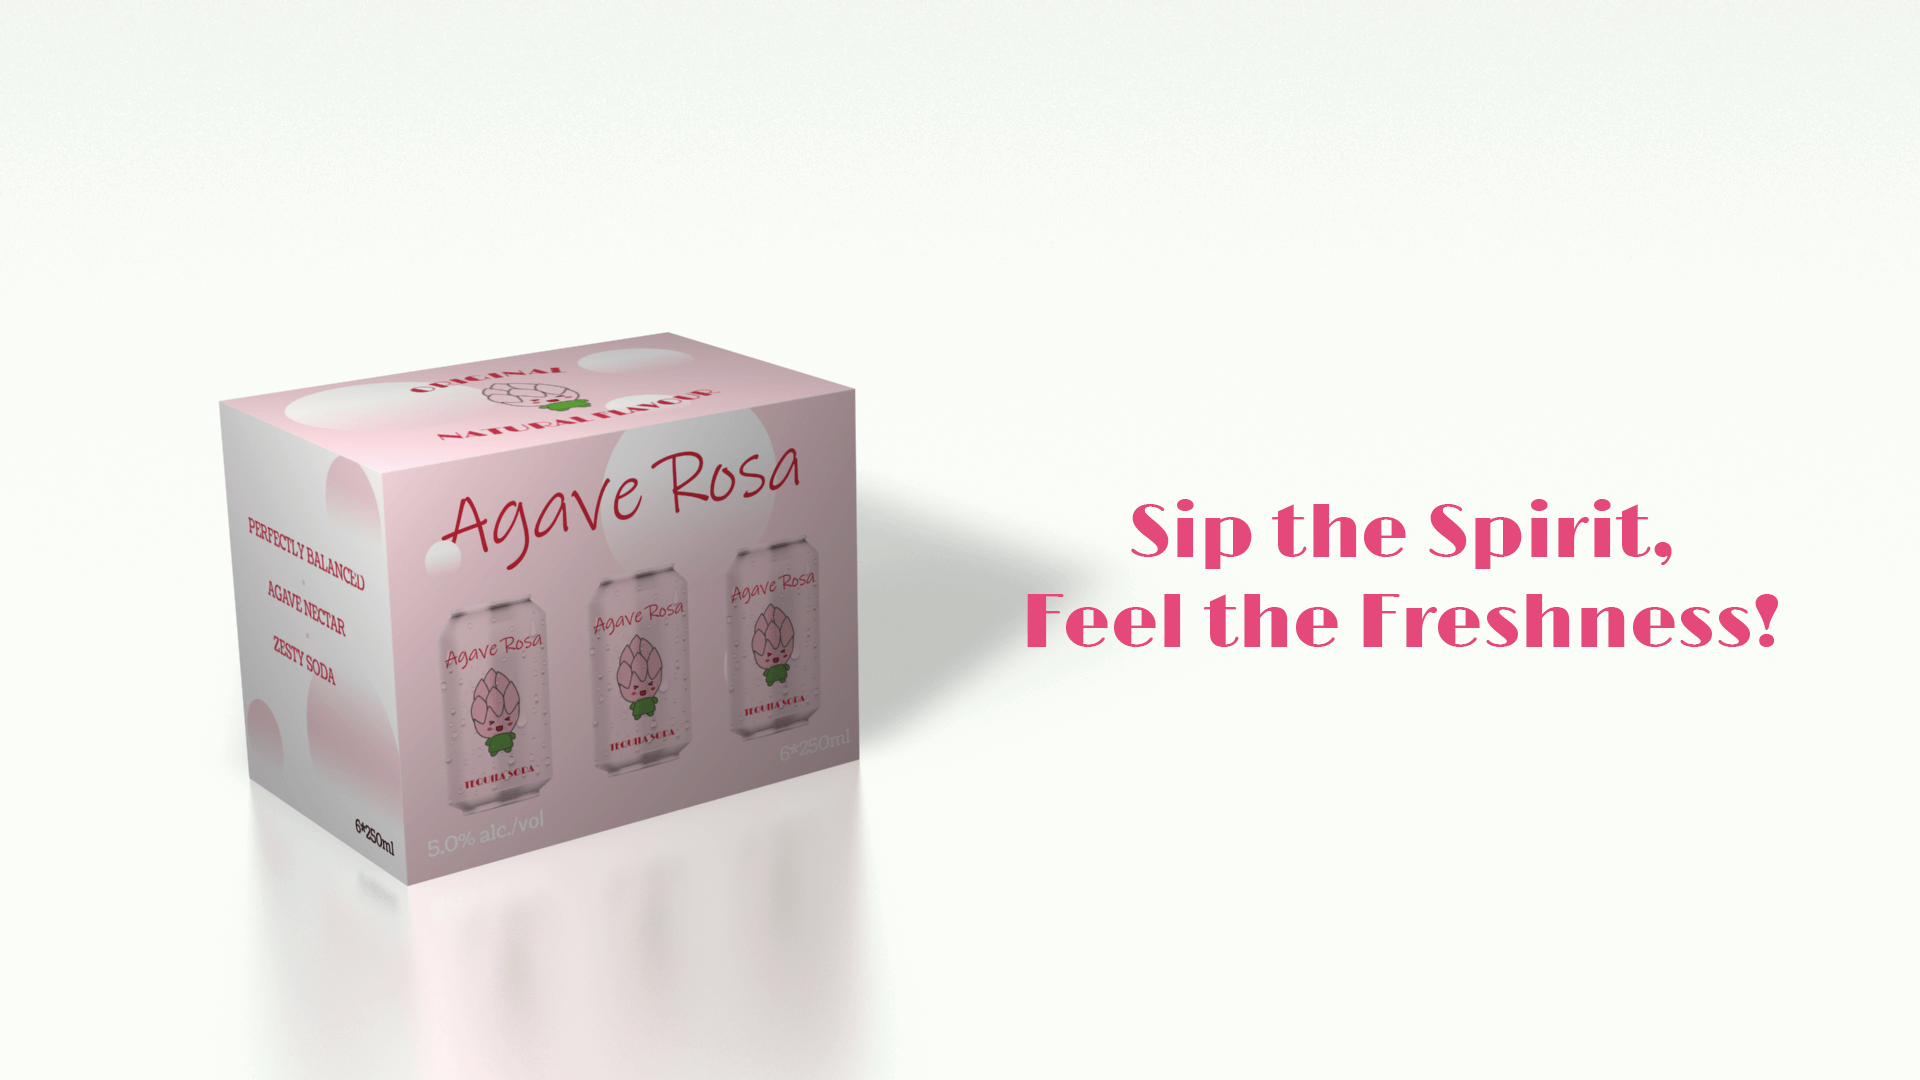 ORIGINAL
NATURAL FLAVOUR
Agave Rosa
PERFECTLY BALANCED
AGAVE NECTAR
ZESTY SODA
6*250ml
Agave Rosa
TEQUILA SODA
Agave Rosa
TEQUILA SODA
Agave Rosa
TEQUILA SODA
5.0% alc./vol
6*250ml
Sip the Spirit,
Feel the Freshness!